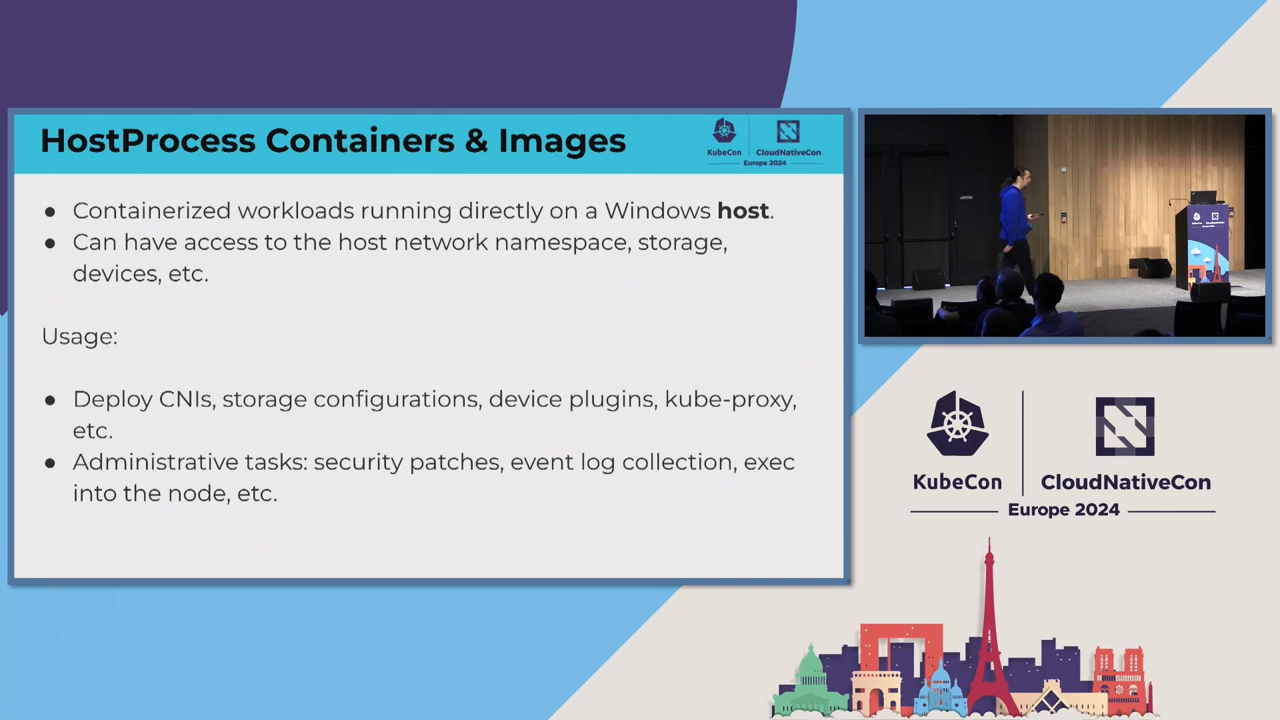 HostProcess Containers & Images
KubeCon
CloudNativeCon
Europe 2024
● Containerized workloads running directly on a Windows host.
● Can have access to the host network namespace, storage,
devices, etc.
Usage:
● Deploy CNIs, storage configurations, device plugins, kube-proxy,
etc.
● Administrative tasks: security patches, event log collection, exec
into the node, etc.
KubeCon
CloudNativeCon
Europe 2024